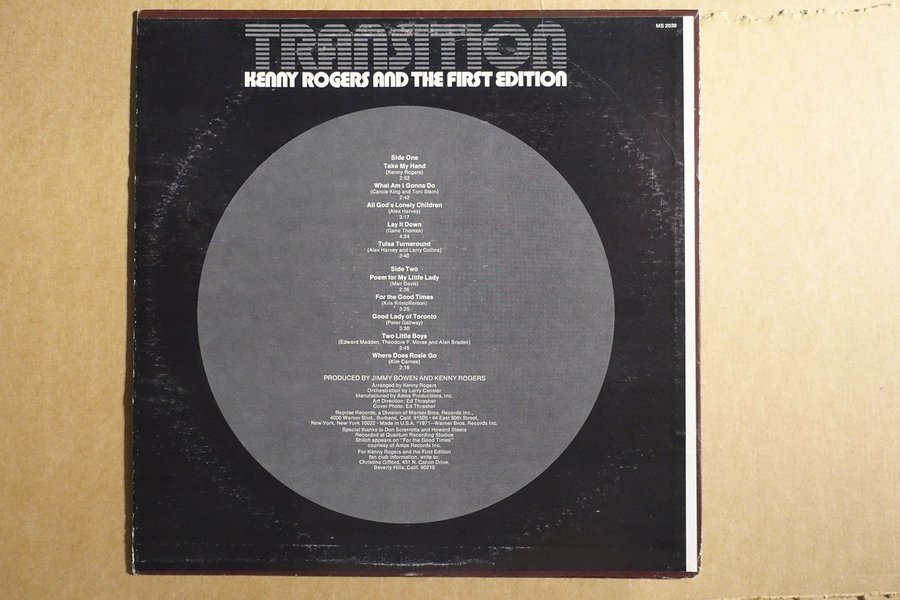 MS 2039
TRANSITION
KENNY ROGERS AND THE FIRST EDITION
Side One
Take My Hand
(Kenny Rogers)
2:53
What Am I Gonna Do
(Carole King and Toni Stern)
2:42
All God's Lonely Children
(Alex Harvey)
3:17
Lay It Down
(Gene Thomas)
4:24
Tulsa Turnaround
(Alex Harvey and Larry Collins)
3:40
Side Two
Poem for My Little Lady
(Mac Davis)
2:36
For the Good Times
(Kris Kristofferson)
3:25
Good Lady of Toronto
(Peter Gallway)
3:30
Two Little Boys
(Edward Madden, Theodore F. Morse and Alan Braden)
3:45
Where Does Rosie Go
(Kim Carnes)
2:18
PRODUCED BY JIMMY BOWEN AND KENNY ROGERS
Arranged by Kenny Rogers
Orchestration by Larry Cansler
Manufactured by Amos Productions, Inc.
Art Direction: Ed Thrasher
Cover Photo: Ed Thrasher
Reprise Records, a Division of Warner Bros. Records Inc.,
4000 Warner Blvd., Burbank, Calif. 91505 • 44 East 50th Street,
New York, New York 10022 • Made in U.S.A. ©1971—Warner Bros. Records Inc.
Special thanks to Don Sciarrotta and Howard Steele
Recorded at Quantum Recording Studios
Shiloh appears on "For the Good Times"
courtesy of Amos Records Inc.
For Kenny Rogers and the First Edition
fan club information, write to:
Christina Gifford, 451 N. Canon Drive,
Beverly Hills, Calif. 90210